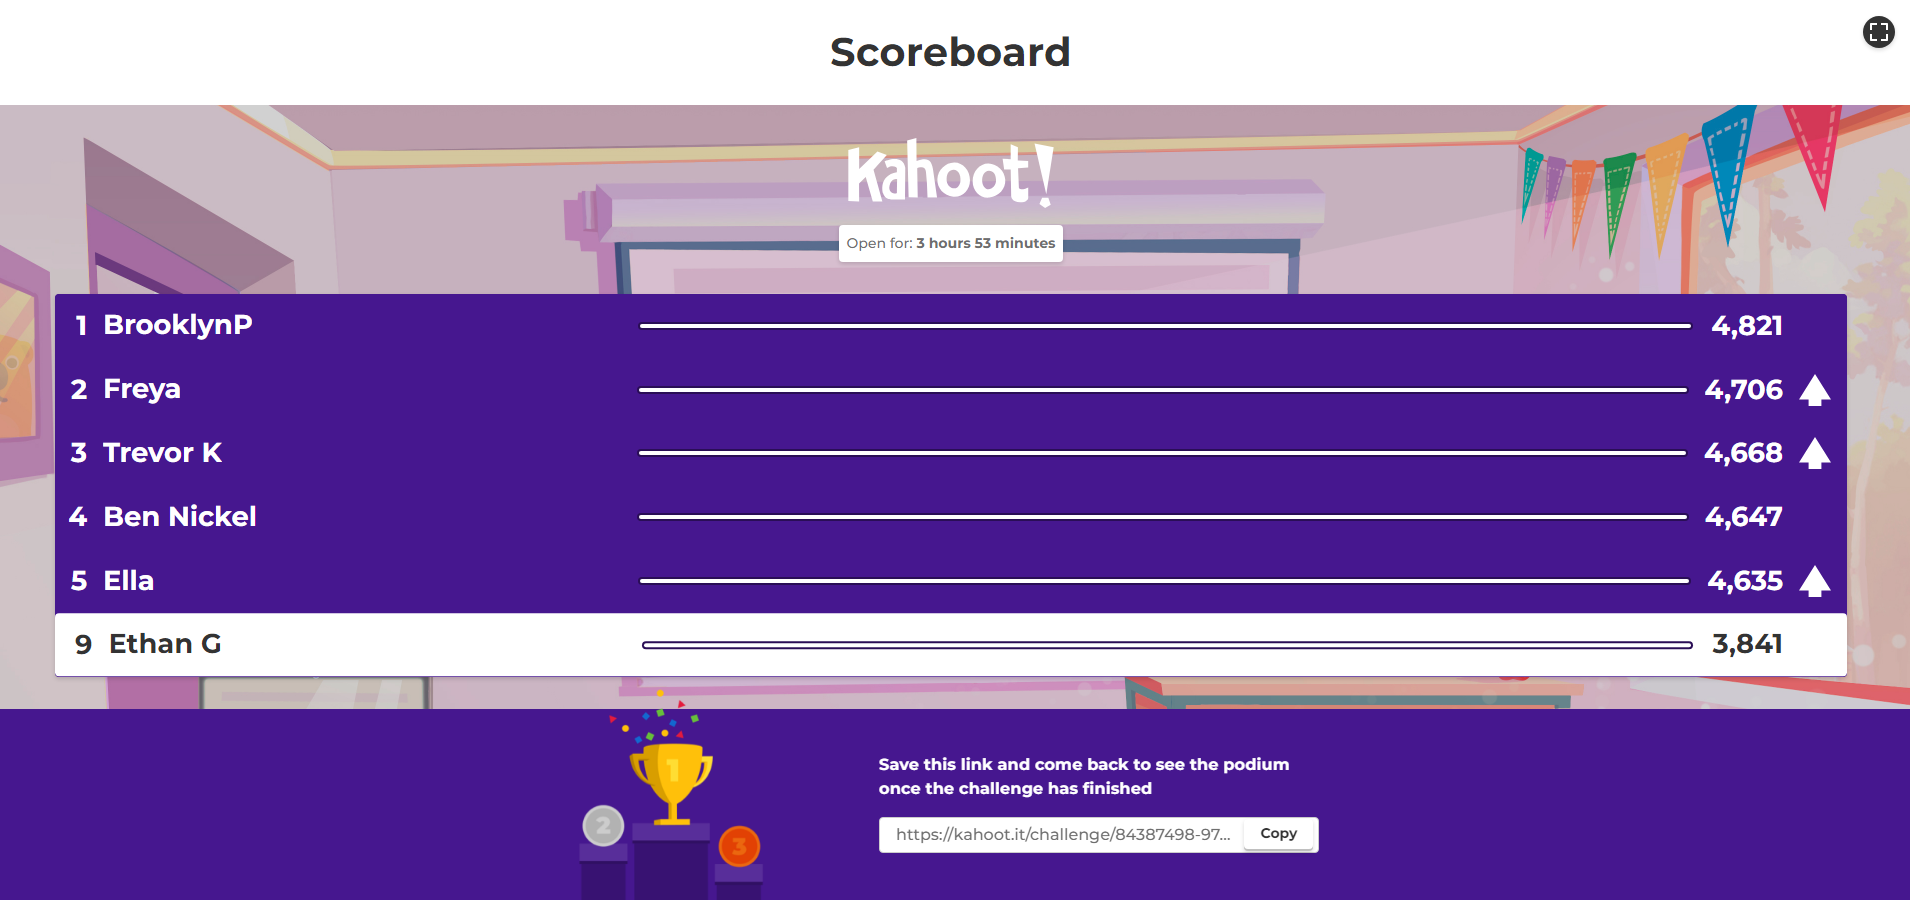 Scoreboard
Kahoot!
Open for: 3 hours 53 minutes
1 BrooklynP 4,821
2 Freya 4,706
3 Trevor K 4,668
4 Ben Nickel 4,647
5 Ella 4,635
9 Ethan G 3,841
1
2
3
Save this link and come back to see the podium
once the challenge has finished
https://kahoot.it/challenge/84387498-97... Copy